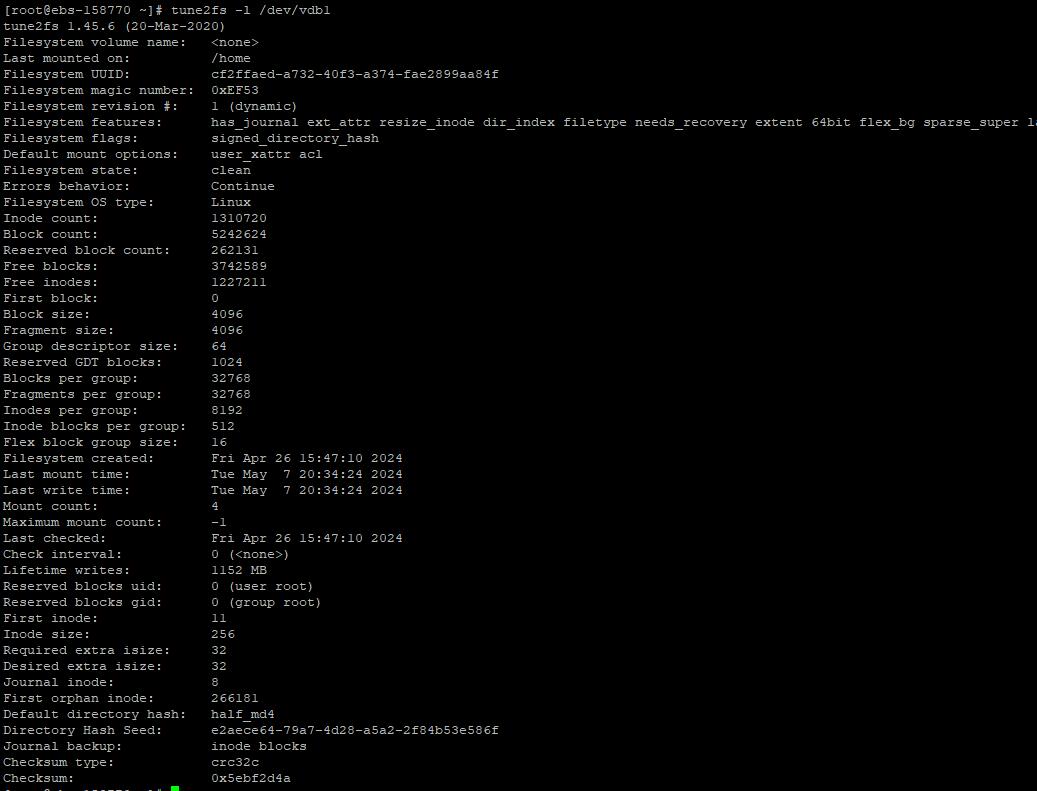 [root@ebs-158770 ~]# tune2fs -l /dev/vdb1
tune2fs 1.45.6 (20-Mar-2020)
Filesystem volume name:   <none>
Last mounted on:          /home
Filesystem UUID:          cf2ffaed-a732-40f3-a374-fae2899aa84f
Filesystem magic number:  0xEF53
Filesystem revision #:    1 (dynamic)
Filesystem features:      has_journal ext_attr resize_inode dir_index filetype needs_recovery extent 64bit flex_bg sparse_super
Filesystem flags:         signed_directory_hash
Default mount options:    user_xattr acl
Filesystem state:         clean
Errors behavior:          Continue
Filesystem OS type:       Linux
Inode count:              1310720
Block count:              5242624
Reserved block count:     262131
Free blocks:              3742589
Free inodes:              1227211
First block:              0
Block size:               4096
Fragment size:            4096
Group descriptor size:    64
Reserved GDT blocks:      1024
Blocks per group:         32768
Fragments per group:      32768
Inodes per group:         8192
Inode blocks per group:   512
Flex block group size:    16
Filesystem created:       Fri Apr 26 15:47:10 2024
Last mount time:          Tue May  7 20:34:24 2024
Last write time:          Tue May  7 20:34:24 2024
Mount count:              4
Maximum mount count:      -1
Last checked:             Fri Apr 26 15:47:10 2024
Check interval:           0 (<none>)
Lifetime writes:          1152 MB
Reserved blocks uid:      0 (user root)
Reserved blocks gid:      0 (group root)
First inode:              11
Inode size:               256
Required extra isize:     32
Desired extra isize:      32
Journal inode:            8
First orphan inode:       266181
Default directory hash:   half_md4
Directory Hash Seed:      e2aece64-79a7-4d28-a5a2-2f84b53e586f
Journal backup:           inode blocks
Checksum type:            crc32c
Checksum:                 0x5ebf2d4a